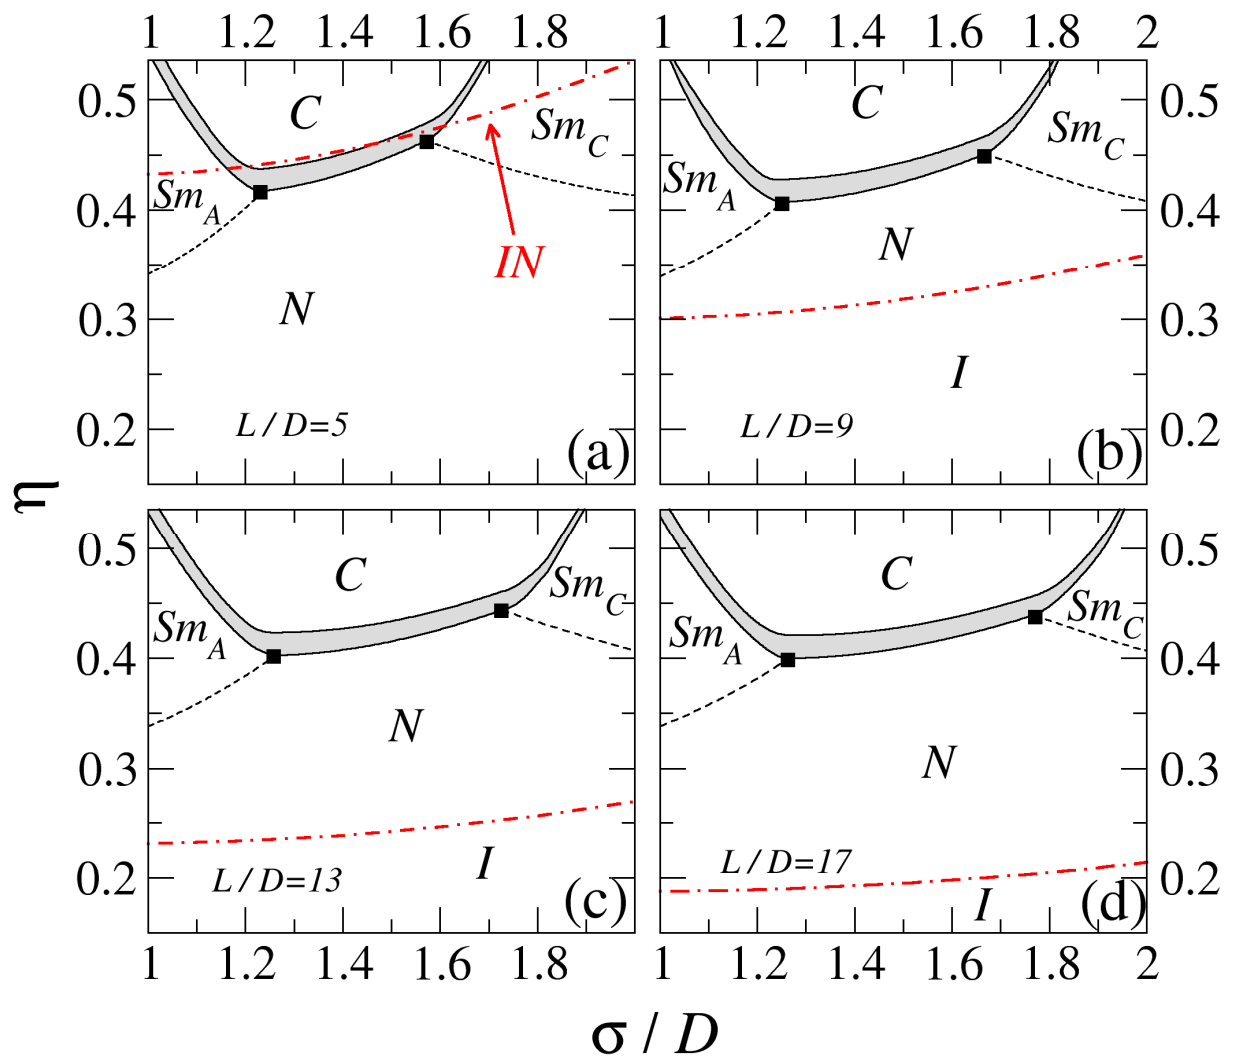 1 1.2 1.4 1.6 1.8 1 1.2 1.4 1.6 1.8 2
0.5 C Sm_C C Sm_C 0.5
Sm_A Sm_A
0.4 0.4
IN N
0.3 N 0.3
I
0.2 L/D=5 (a) L/D=9 (b) 0.2
η
0.5 C Sm_C C Sm_C 0.5
Sm_A Sm_A
0.4 0.4
N N
0.3 0.3
0.2 L/D=13 I (c) L/D=17 I (d) 0.2
1 1.2 1.4 1.6 1.8 1 1.2 1.4 1.6 1.8 2
σ / D